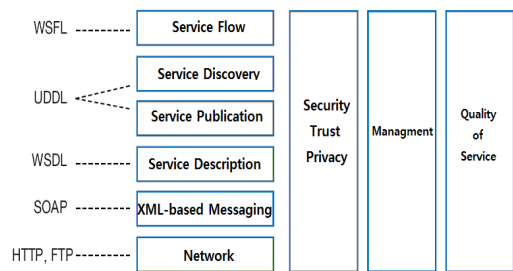 WSFL
Service Flow
Service Discovery
UDDL
Service Publication
WSDL
Service Description
SOAP
XML-based Messaging
HTTP, FTP
Network
Security
Trust
Privacy
Managment
Quality
of
Service